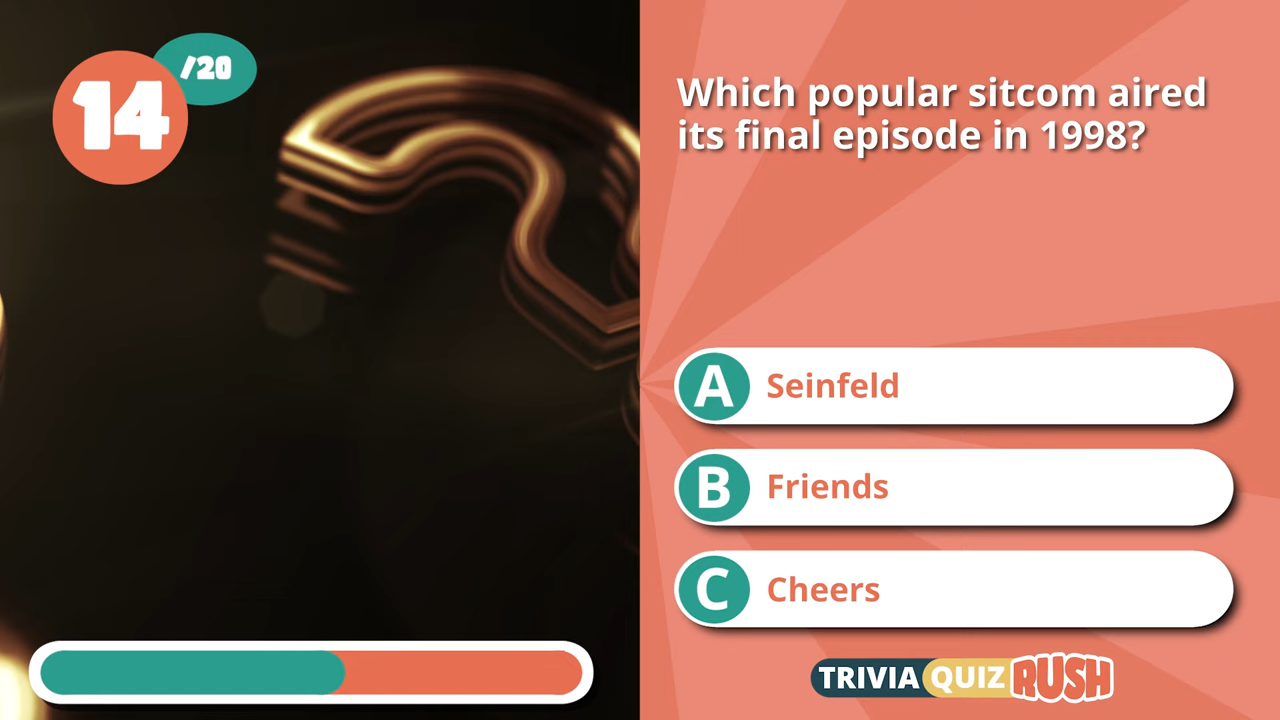 14
/20
Which popular sitcom aired
its final episode in 1998?
A Seinfeld
B Friends
C Cheers
TRIVIA QUIZ RUSH